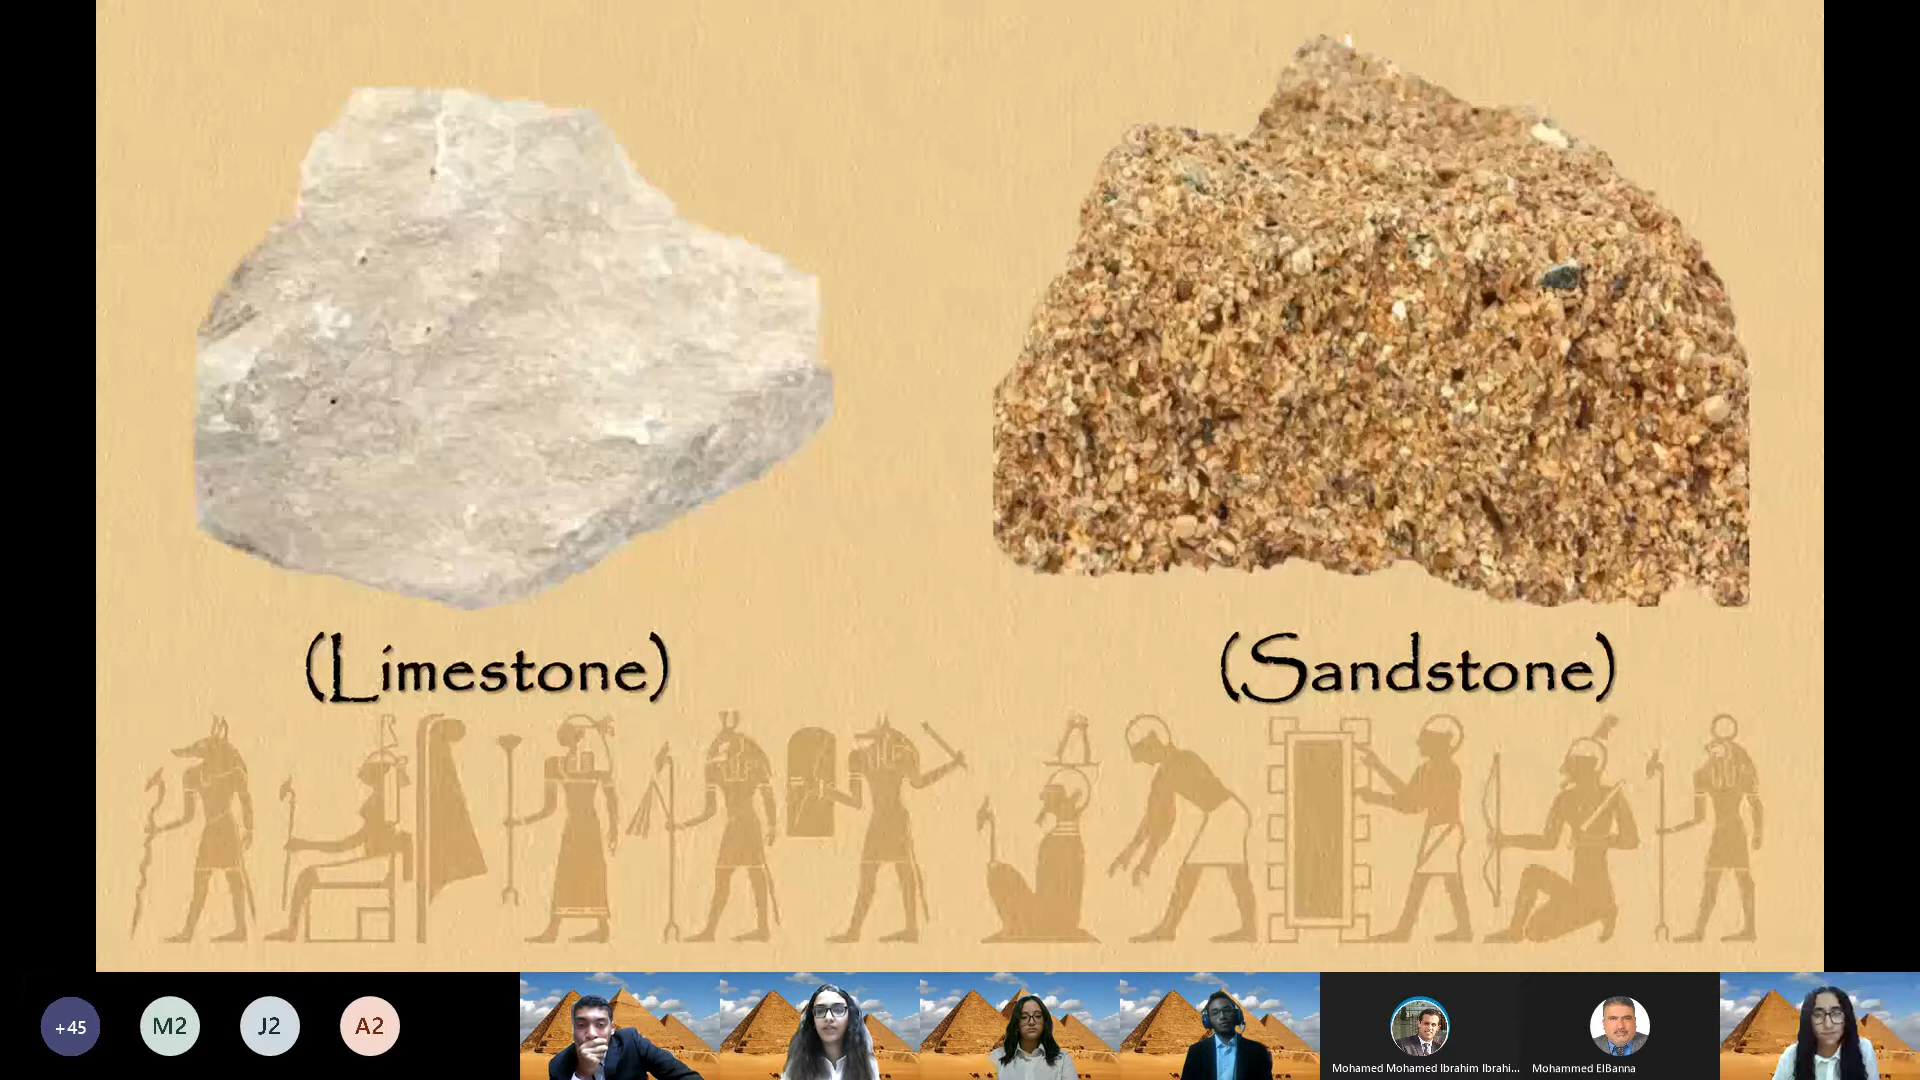 (Limestone)
(Sandstone)
+45
M2
J2
A2
Mohamed Mohamed Ibrahim Ibrahi...
Mohammed ElBanna